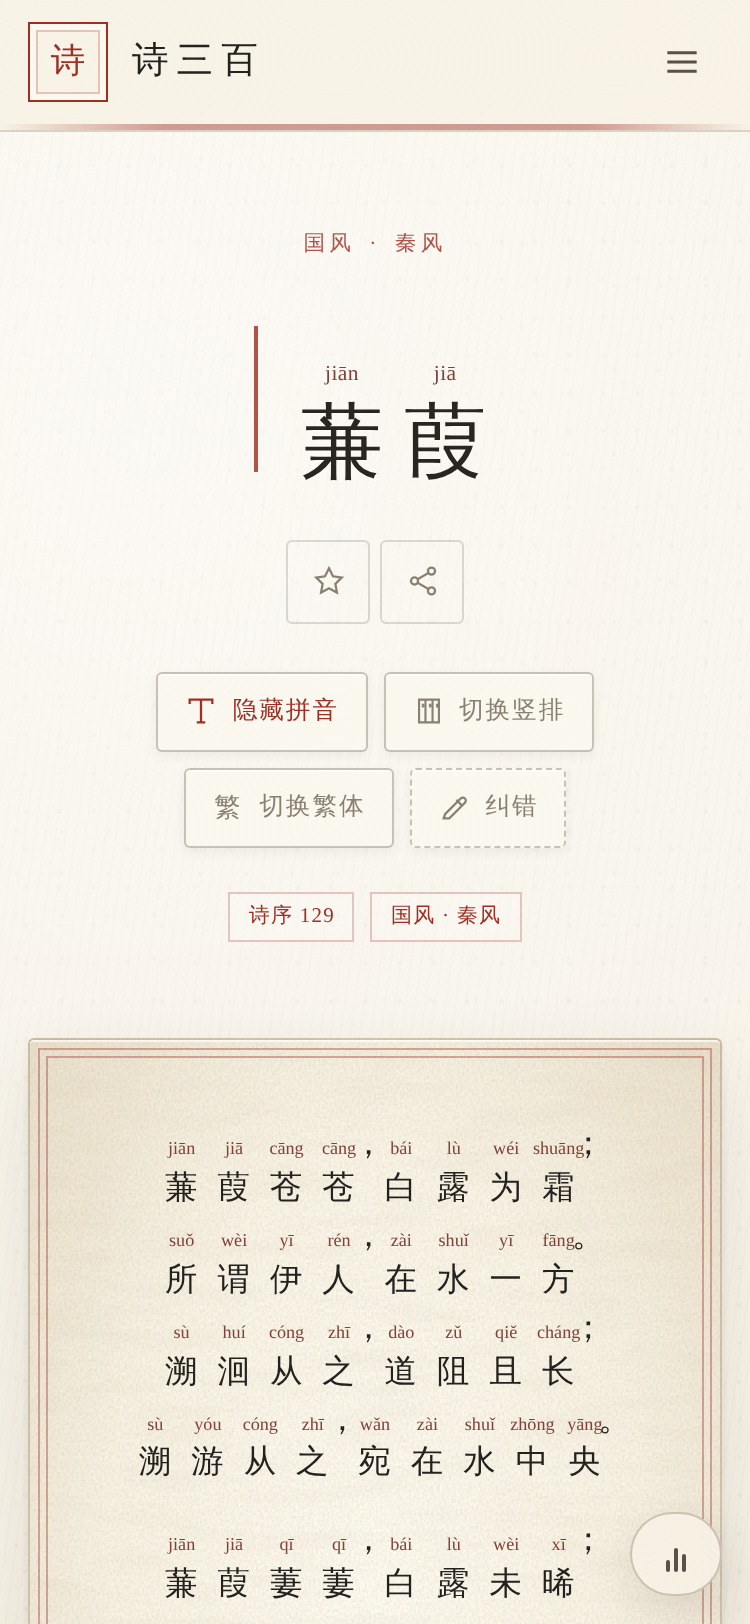 诗 诗三百
国风 · 秦风
jiān jiā
蒹葭
隐藏拼音 切换竖排
繁 切换繁体 纠错
诗序 129 国风 · 秦风
jiān jiā cāng cāng bái lù wéi shuāng
蒹葭苍苍，白露为霜；
suǒ wèi yī rén zài shuǐ yī fāng
所谓伊人，在水一方。
sù huí cóng zhī dào zǔ qiě cháng
溯洄从之，道阻且长；
sù yóu cóng zhī wǎn zài shuǐ zhōng yāng
溯游从之，宛在水中央。
jiān jiā qī qī bái lù wèi xī
蒹葭萋萋，白露未晞；